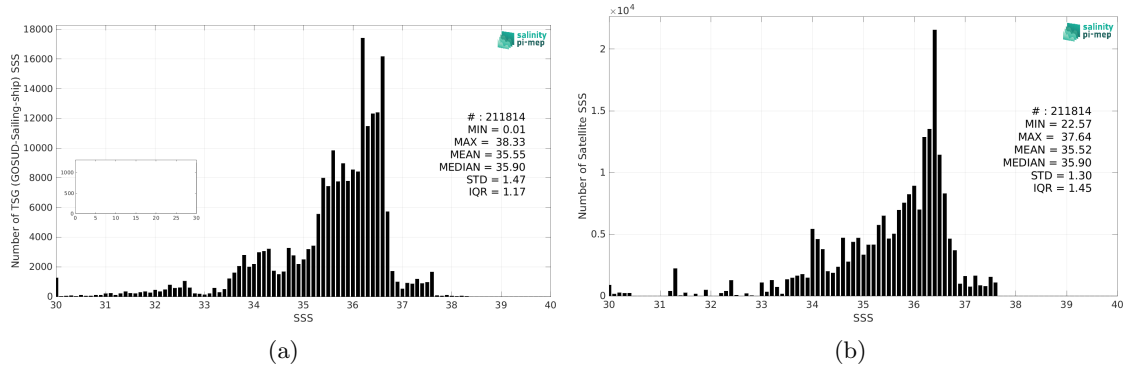 18000
16000
14000
12000
10000
8000
6000
4000
2000
0
Number of TSG (GOSUD-Sailing-ship) SSS
salinity
pi-mep
# : 211814
MIN = 0.01
MAX = 38.33
MEAN = 35.55
MEDIAN = 35.90
STD = 1.47
IQR = 1.17
1000
500
0
0 5 10 15 20 25 30
30 31 32 33 34 35 36 37 38 39 40
SSS
(a)
×10⁴
2
1.5
1
0.5
0
Number of Satellite SSS
salinity
pi-mep
# : 211814
MIN = 22.57
MAX = 37.64
MEAN = 35.52
MEDIAN = 35.90
STD = 1.30
IQR = 1.45
30 31 32 33 34 35 36 37 38 39 40
SSS
(b)